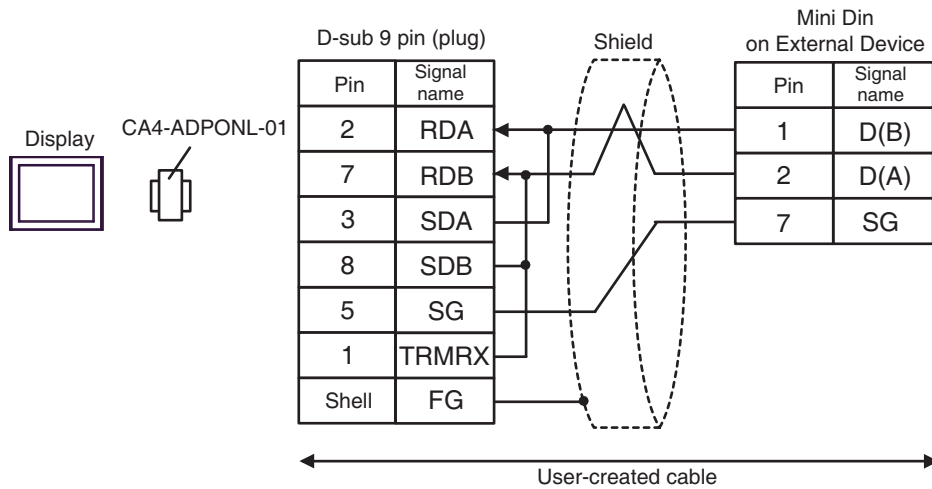 D-sub 9 pin (plug)
Shield
Mini Din
on External Device
Display
CA4-ADPONL-01
Pin Signal name
2 RDA
7 RDB
3 SDA
8 SDB
5 SG
1 TRMRX
Shell FG
Pin Signal name
1 D(B)
2 D(A)
7 SG
User-created cable